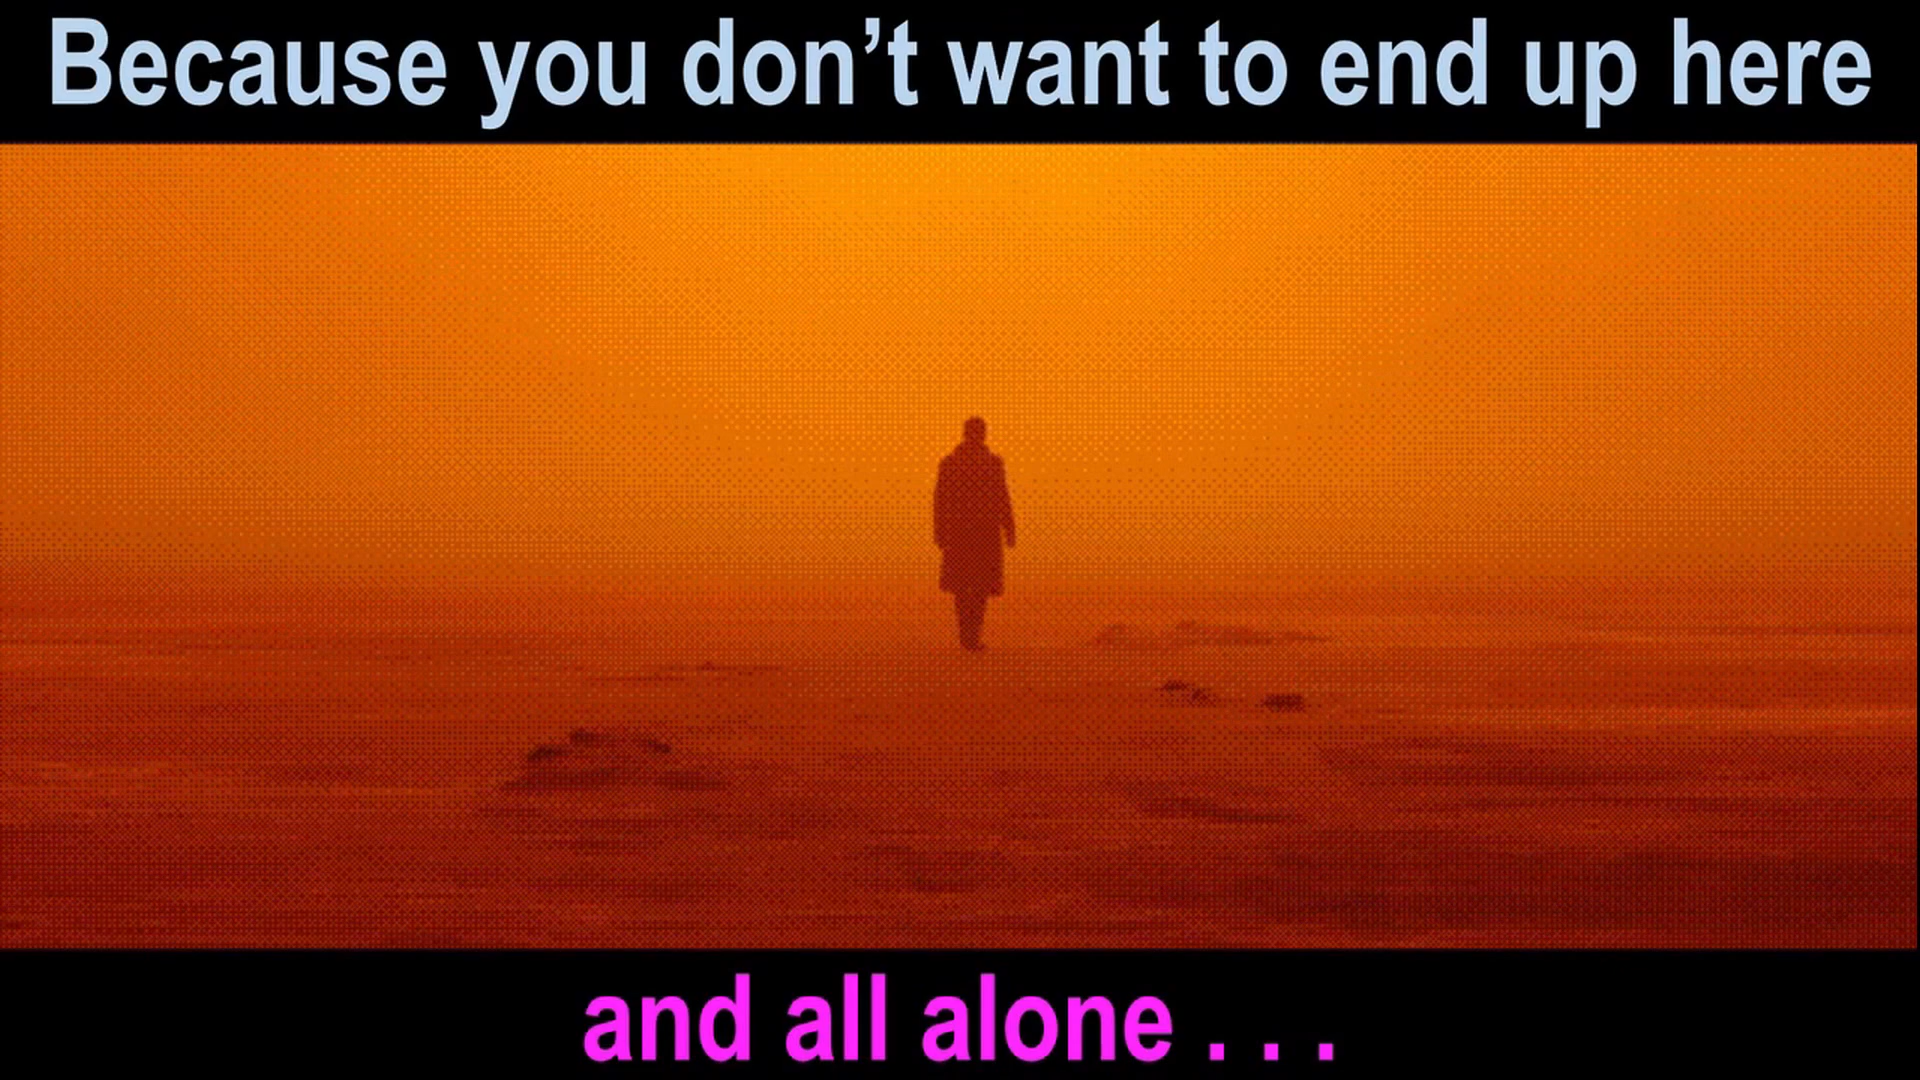 Because you don’t want to end up here
and all alone . . .